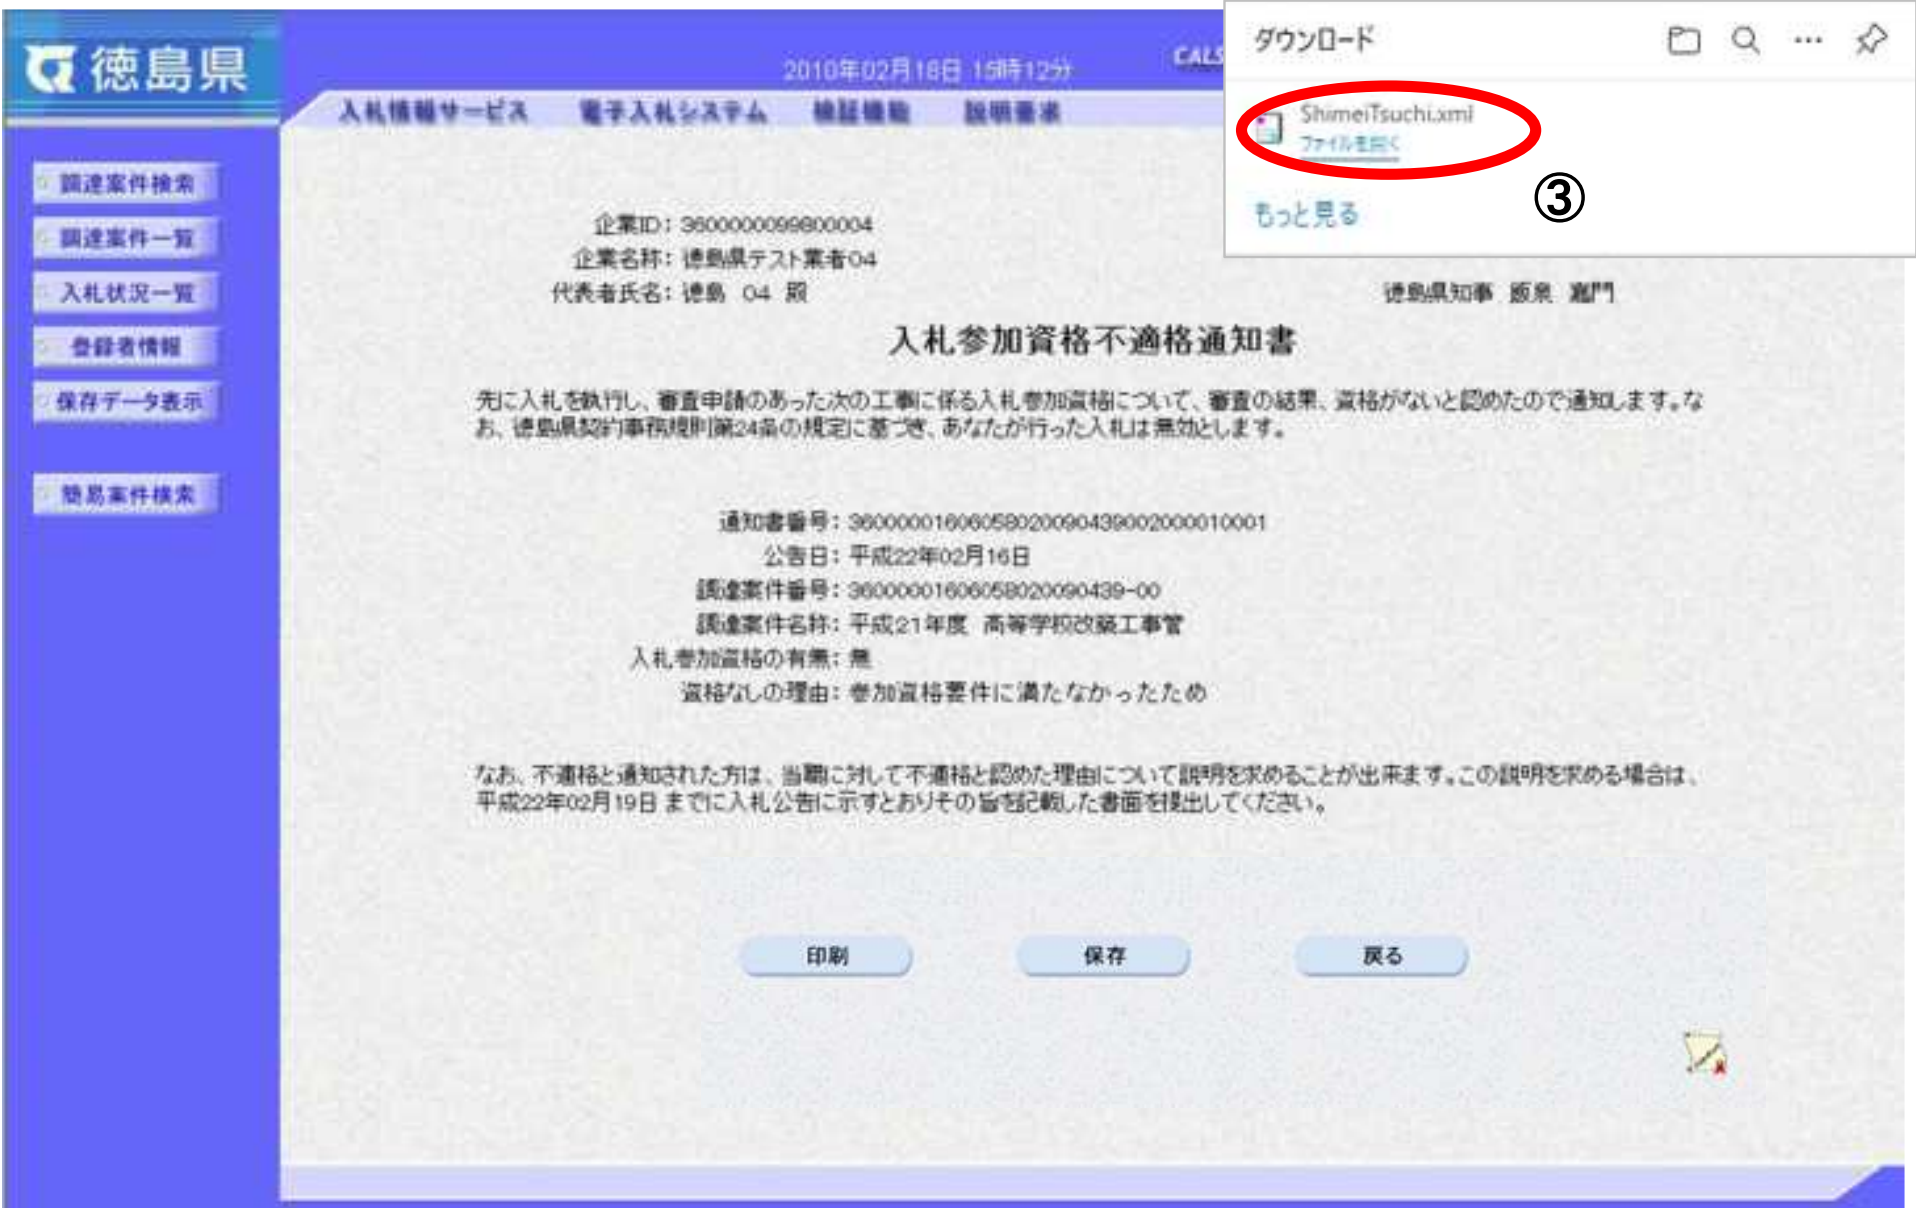 徳島県
2010年02月18日 15時12分
CALS
入札情報サービス 電子入札システム 検証機能 説明要求
ダウンロード
ShimeiTsuchi.xml
ファイルを開く
③
もっと見る
調達案件検索
調達案件一覧
入札状況一覧
登録者情報
保存データ表示
簡易案件検索
企業ID：3600000099800004
企業名称：徳島県テスト業者04
代表者氏名：徳島 04 殿
徳島県知事 飯泉 嘉門
入札参加資格不適格通知書
先に入札を執行し、審査申請のあった次の工事に係る入札参加資格について、審査の結果、資格がないと認めたので通知します。な
お、徳島県契約事務規則第24条の規定に基づき、あなたが行った入札は無効とします。
通知書番号：36000001606058020090439002000010001
公告日：平成22年02月16日
調達案件番号：36000001606058020090439-00
調達案件名称：平成21年度 高等学校改築工事管
入札参加資格の有無：無
資格なしの理由：参加資格要件に満たなかったため
なお、不適格と通知された方は、当職に対して不適格と認めた理由について説明を求めることが出来ます。この説明を求める場合は、
平成22年02月19日 までに入札公告に示すとおりその旨を記載した書面を提出してください。
印刷
保存
戻る